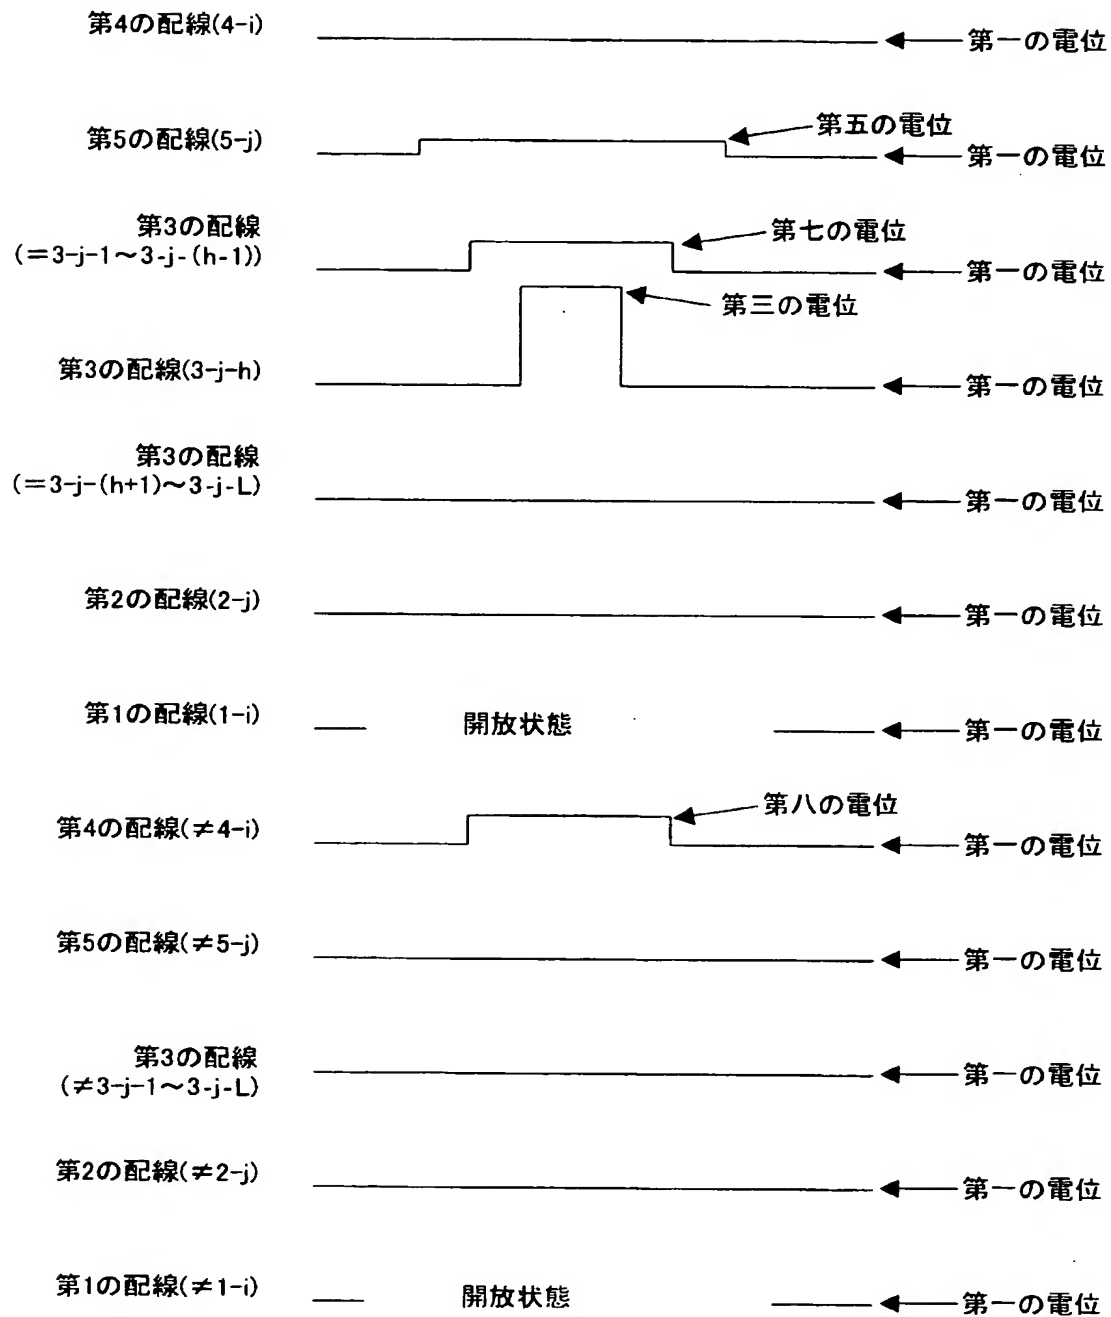 第4の配線(4-i)
第一の電位
第5の配線(5-j)
第五の電位
第一の電位
第3の配線
(=3-j-1～3-j-(h-1))
第七の電位
第一の電位
第三の電位
第3の配線(3-j-h)
第一の電位
第3の配線
(=3-j-(h+1)～3-j-L)
第一の電位
第2の配線(2-j)
第一の電位
第1の配線(1-i)
開放状態
第一の電位
第4の配線(≠4-i)
第八の電位
第一の電位
第5の配線(≠5-j)
第一の電位
第3の配線
(≠3-j-1～3-j-L)
第一の電位
第2の配線(≠2-j)
第一の電位
第1の配線(≠1-i)
開放状態
第一の電位